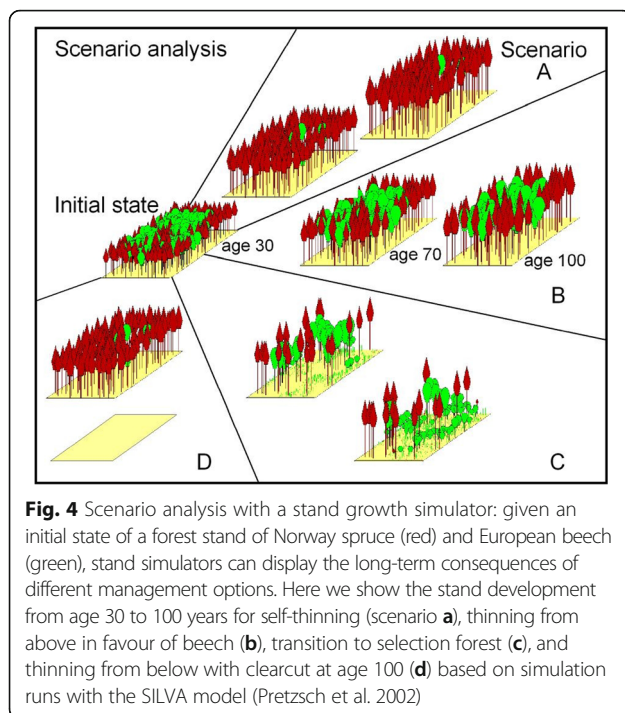 Scenario analysis
Scenario
A
Initial state
age 30
age 70
age 100
B
D
C
Fig. 4 Scenario analysis with a stand growth simulator: given an
initial state of a forest stand of Norway spruce (red) and European beech
(green), stand simulators can display the long-term consequences of
different management options. Here we show the stand development
from age 30 to 100 years for self-thinning (scenario a), thinning from
above in favour of beech (b), transition to selection forest (c), and
thinning from below with clearcut at age 100 (d) based on simulation
runs with the SILVA model (Pretzsch et al. 2002)